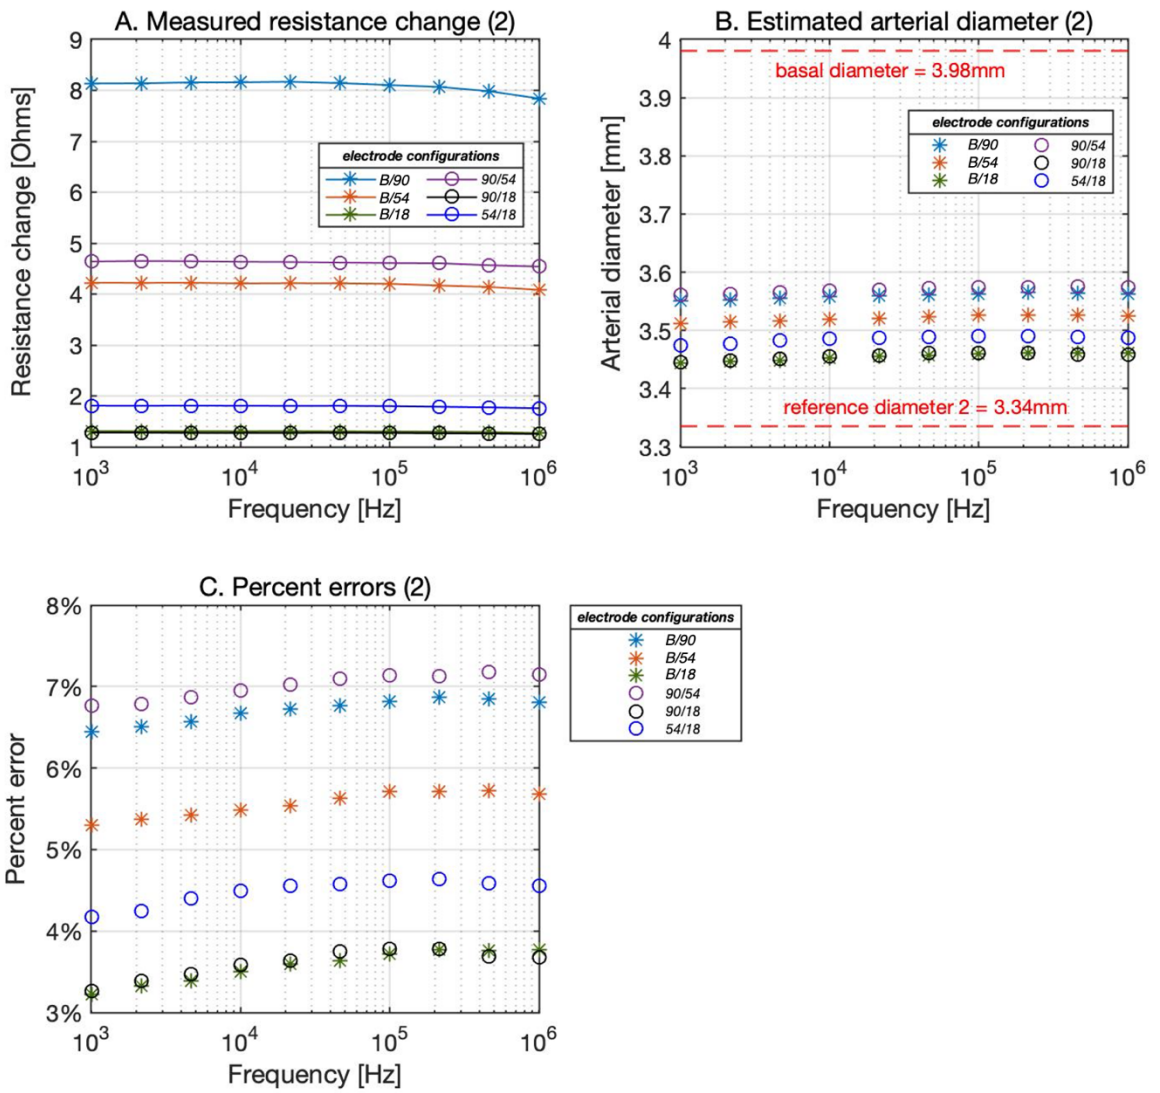 A. Measured resistance change (2)
9
8
7
6
5
4
3
2
1
Resistance change [Ohms]
electrode configurations
B/90 90/54
B/54 90/18
B/18 54/18
10^3 10^4 10^5 10^6
Frequency [Hz]
B. Estimated arterial diameter (2)
4
3.9
3.8
3.7
3.6
3.5
3.4
3.3
Arterial diameter [mm]
basal diameter = 3.98mm
electrode configurations
B/90 90/54
B/54 90/18
B/18 54/18
reference diameter 2 = 3.34mm
10^3 10^4 10^5 10^6
Frequency [Hz]
C. Percent errors (2)
8%
7%
6%
5%
4%
3%
Percent error
10^3 10^4 10^5 10^6
Frequency [Hz]
electrode configurations
B/90
B/54
B/18
90/54
90/18
54/18